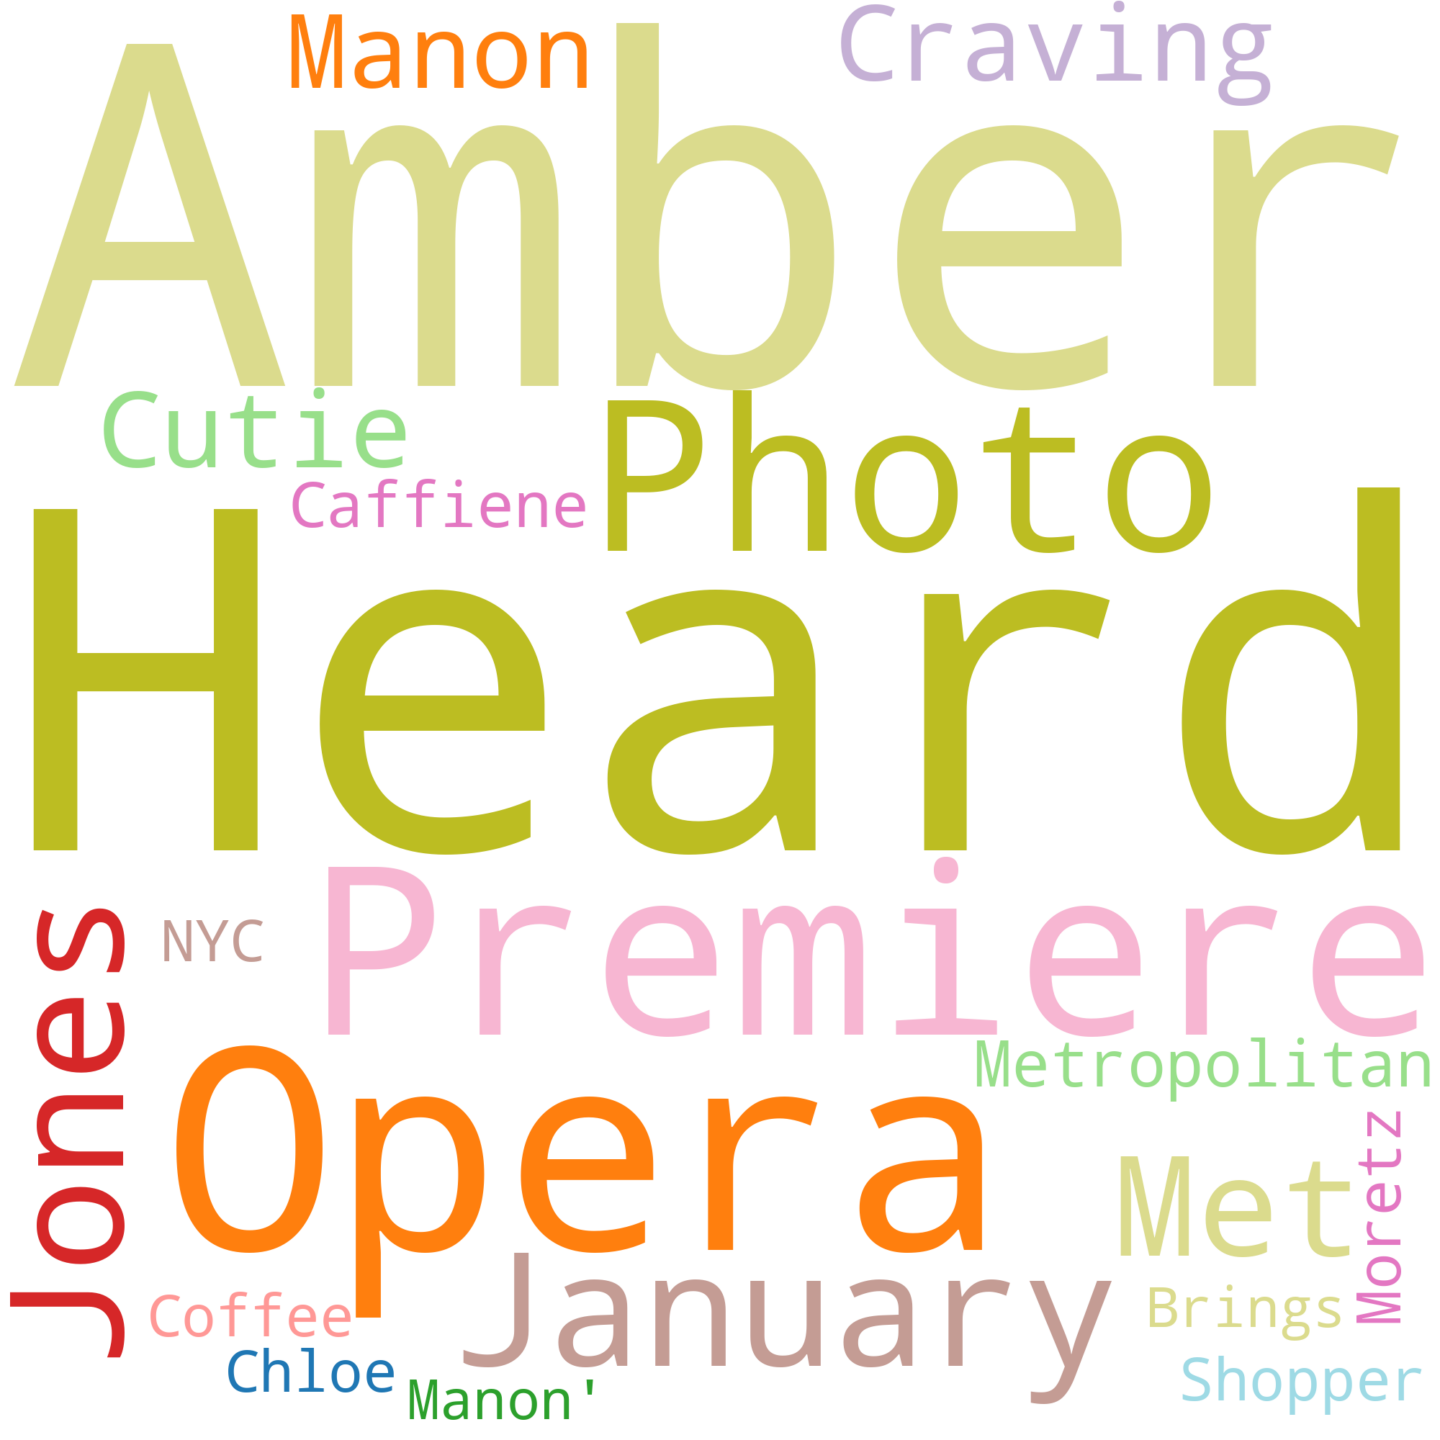 Manon
Craving
Amber
Cutie
Photo
Caffiene
Heard
Premiere
Jones
NYC
Metropolitan
Opera
Met
Moretz
January
Coffee
Brings
Chloe
Shopper
Manon'